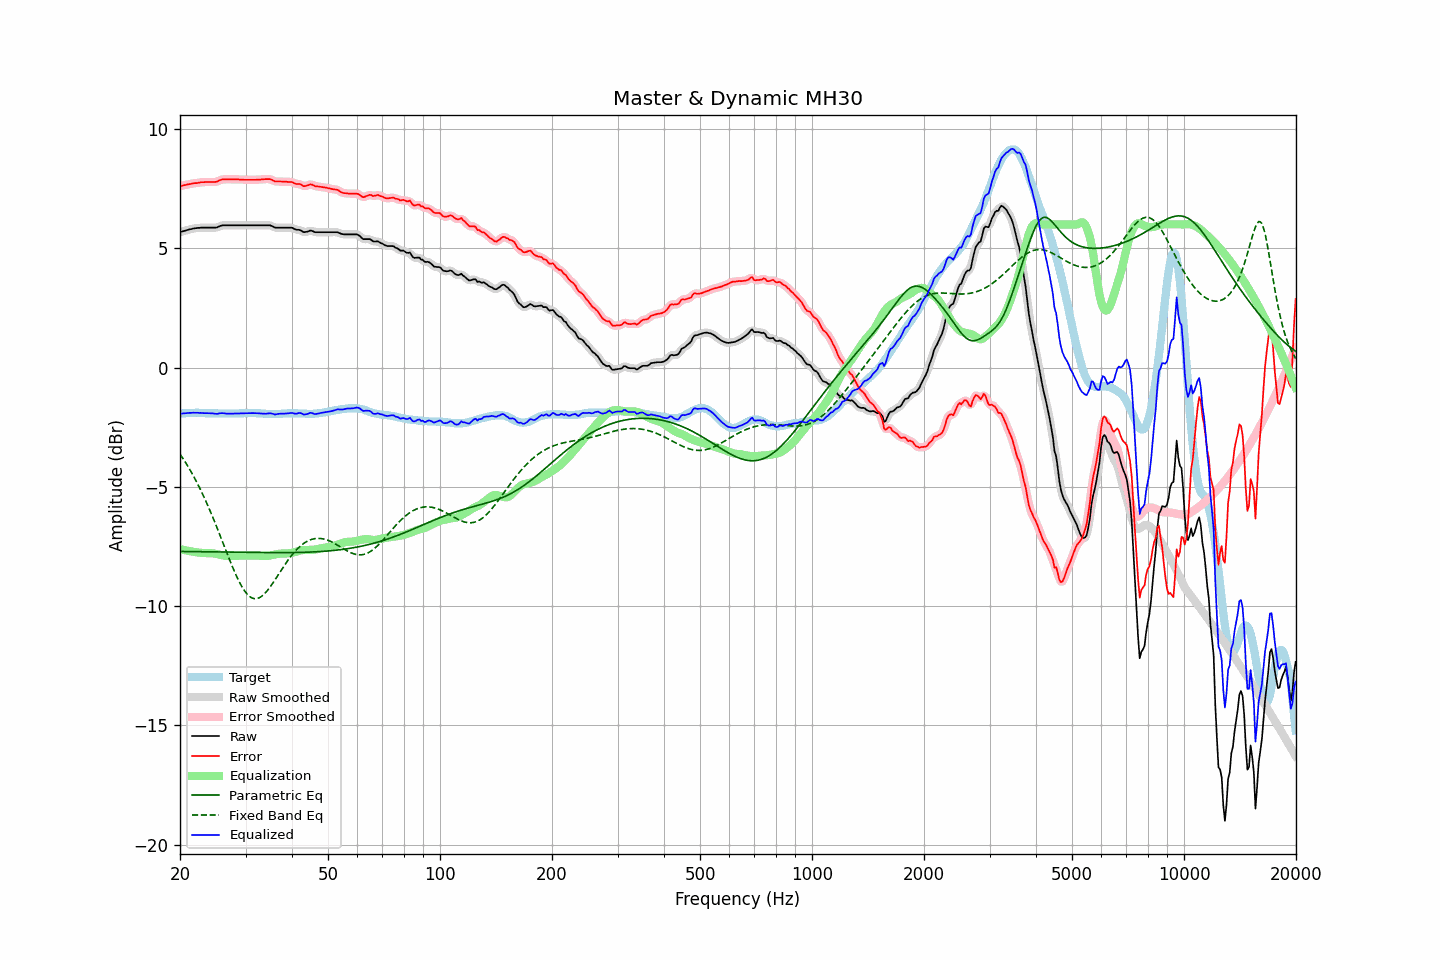 Master & Dynamic MH30
Amplitude (dBr)
10
5
0
−5
−10
−15
−20
Target
Raw Smoothed
Error Smoothed
Raw
Error
Equalization
Parametric Eq
Fixed Band Eq
Equalized
20 50 100 200 500 1000 2000 5000 10000 20000
Frequency (Hz)